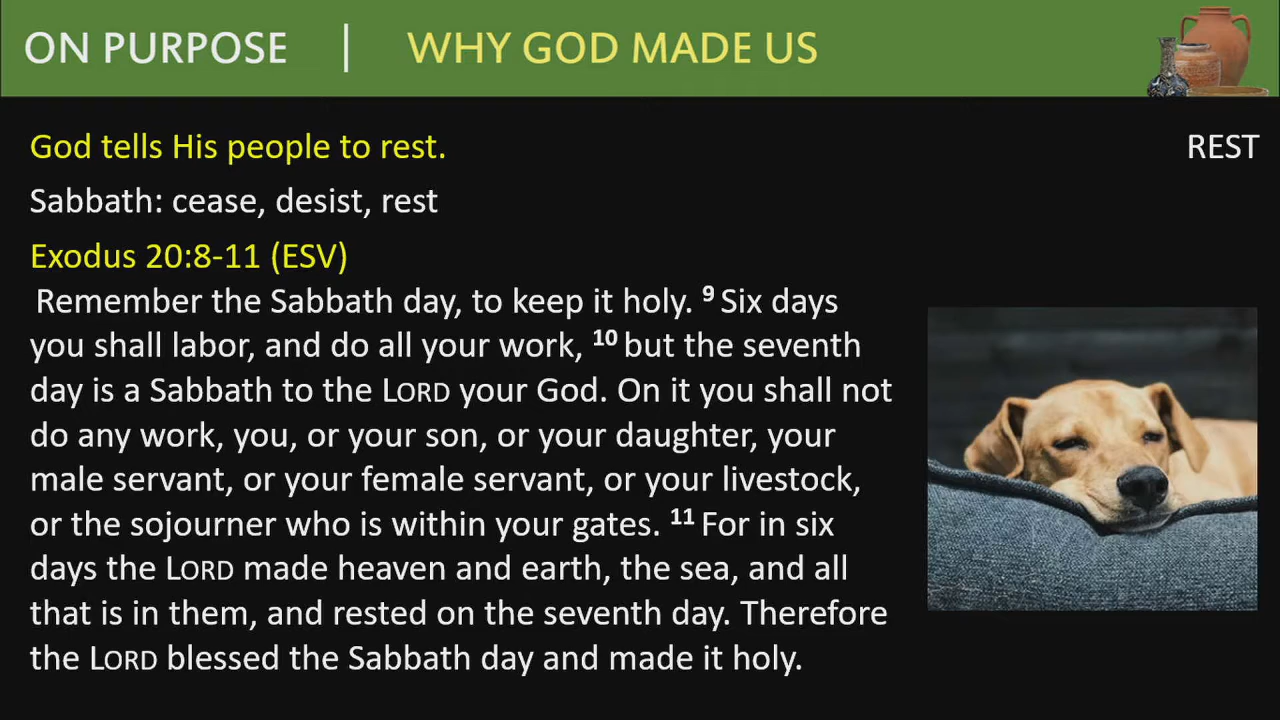 ON PURPOSE | WHY GOD MADE US
God tells His people to rest.
REST
Sabbath: cease, desist, rest
Exodus 20:8-11 (ESV)
Remember the Sabbath day, to keep it holy. 9 Six days
you shall labor, and do all your work, 10 but the seventh
day is a Sabbath to the LORD your God. On it you shall not
do any work, you, or your son, or your daughter, your
male servant, or your female servant, or your livestock,
or the sojourner who is within your gates. 11 For in six
days the LORD made heaven and earth, the sea, and all
that is in them, and rested on the seventh day. Therefore
the LORD blessed the Sabbath day and made it holy.